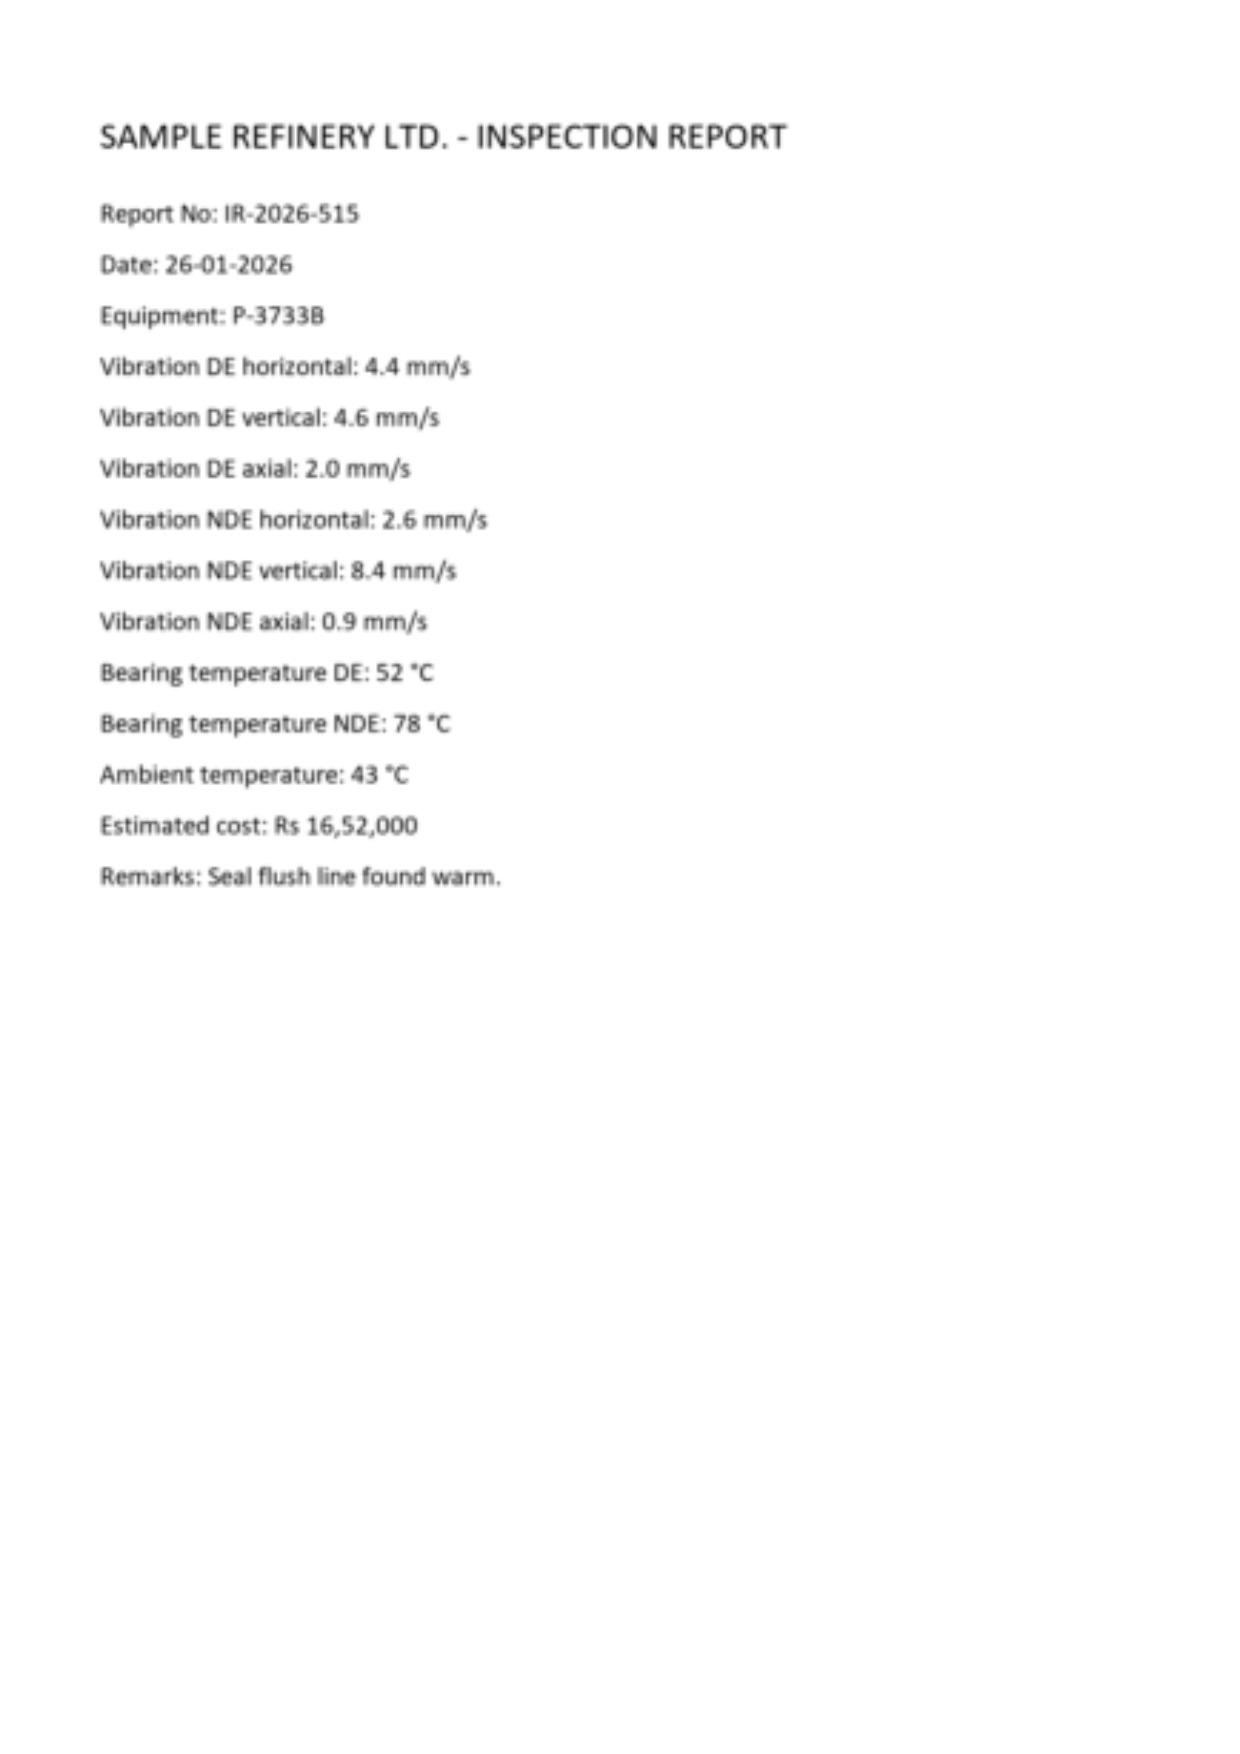 SAMPLE REFINERY LTD. - INSPECTION REPORT
Report No: IR-2026-515
Date: 26-01-2026
Equipment: P-3733B
Vibration DE horizontal: 4.4 mm/s
Vibration DE vertical: 4.6 mm/s
Vibration DE axial: 2.0 mm/s
Vibration NDE horizontal: 2.6 mm/s
Vibration NDE vertical: 8.4 mm/s
Vibration NDE axial: 0.9 mm/s
Bearing temperature DE: 52 °C
Bearing temperature NDE: 78 °C
Ambient temperature: 43 °C
Estimated cost: Rs 16,52,000
Remarks: Seal flush line found warm.